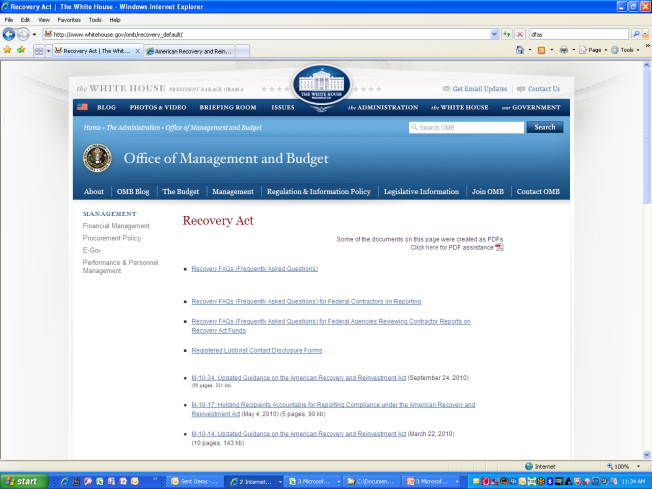 Recovery Act | The White House - Windows Internet Explorer
http://www.whitehouse.gov/omb/recovery_default/
dfas
File Edit View Favorites Tools Help
Recovery Act | The Whit... American Recovery and Rein...
Page Tools
the WHITE HOUSE PRESIDENT BARACK OBAMA
THE WHITE HOUSE
Get Email Updates Contact Us
BLOG PHOTOS & VIDEO BRIEFING ROOM ISSUES the ADMINISTRATION the WHITE HOUSE our GOVERNMENT
Home • The Administration • Office of Management and Budget
Search OMB Search
Office of Management and Budget
About OMB Blog The Budget Management Regulation & Information Policy Legislative Information Join OMB Contact OMB
MANAGEMENT
Financial Management
Procurement Policy
E-Gov
Performance & Personnel
Management
Recovery Act
Some of the documents on this page were created as PDFs
Click here for PDF assistance
Recovery FAQs (Frequently Asked Questions)
Recovery FAQs (Frequently Asked Questions) for Federal Contractors on Reporting
Recovery FAQs (Frequently Asked Questions) for Federal Agencies Reviewing Contractor Reports on
Recovery Act Funds
Registered Lobbyist Contact Disclosure Forms
M-10-34, Updated Guidance on the American Recovery and Reinvestment Act (September 24, 2010)
M-10-17, Holding Recipients Accountable for Reporting Compliance under the American Recovery and
Reinvestment Act (May 4, 2010) (5 pages, 90 kb)
M-10-14, Updated Guidance on the American Recovery and Reinvestment Act (March 22, 2010)
(10 pages, 143 kb)
Internet 100%
start Sent Items -... 2 Internet... 3 Microsof... C:\Documen... 3 Microsof... 11:34 AM